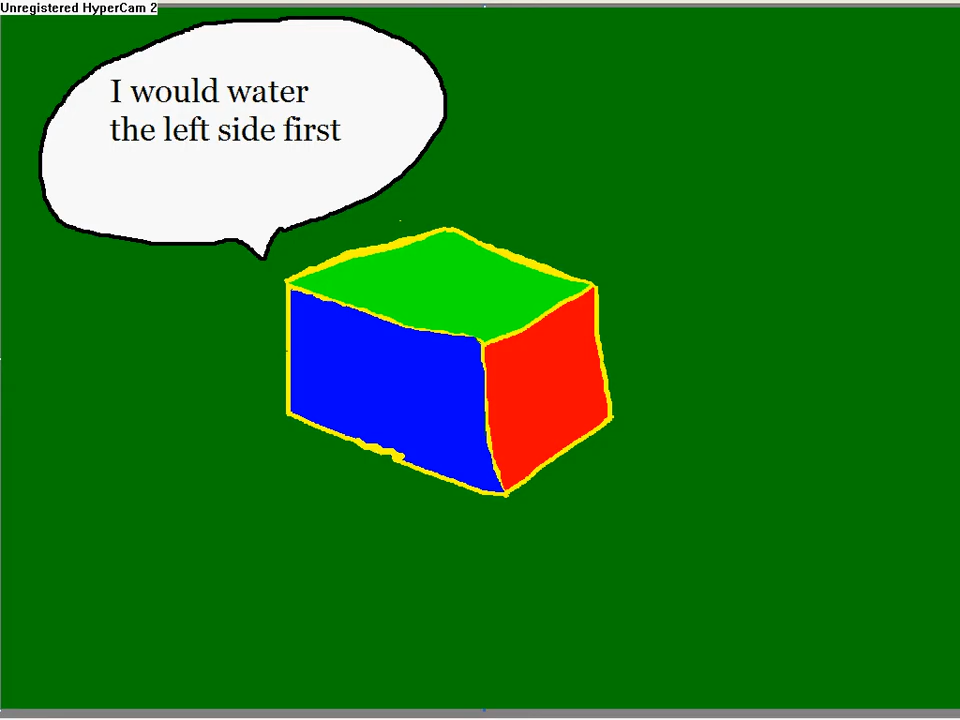 Unregistered HyperCam 2
I would water
the left side first